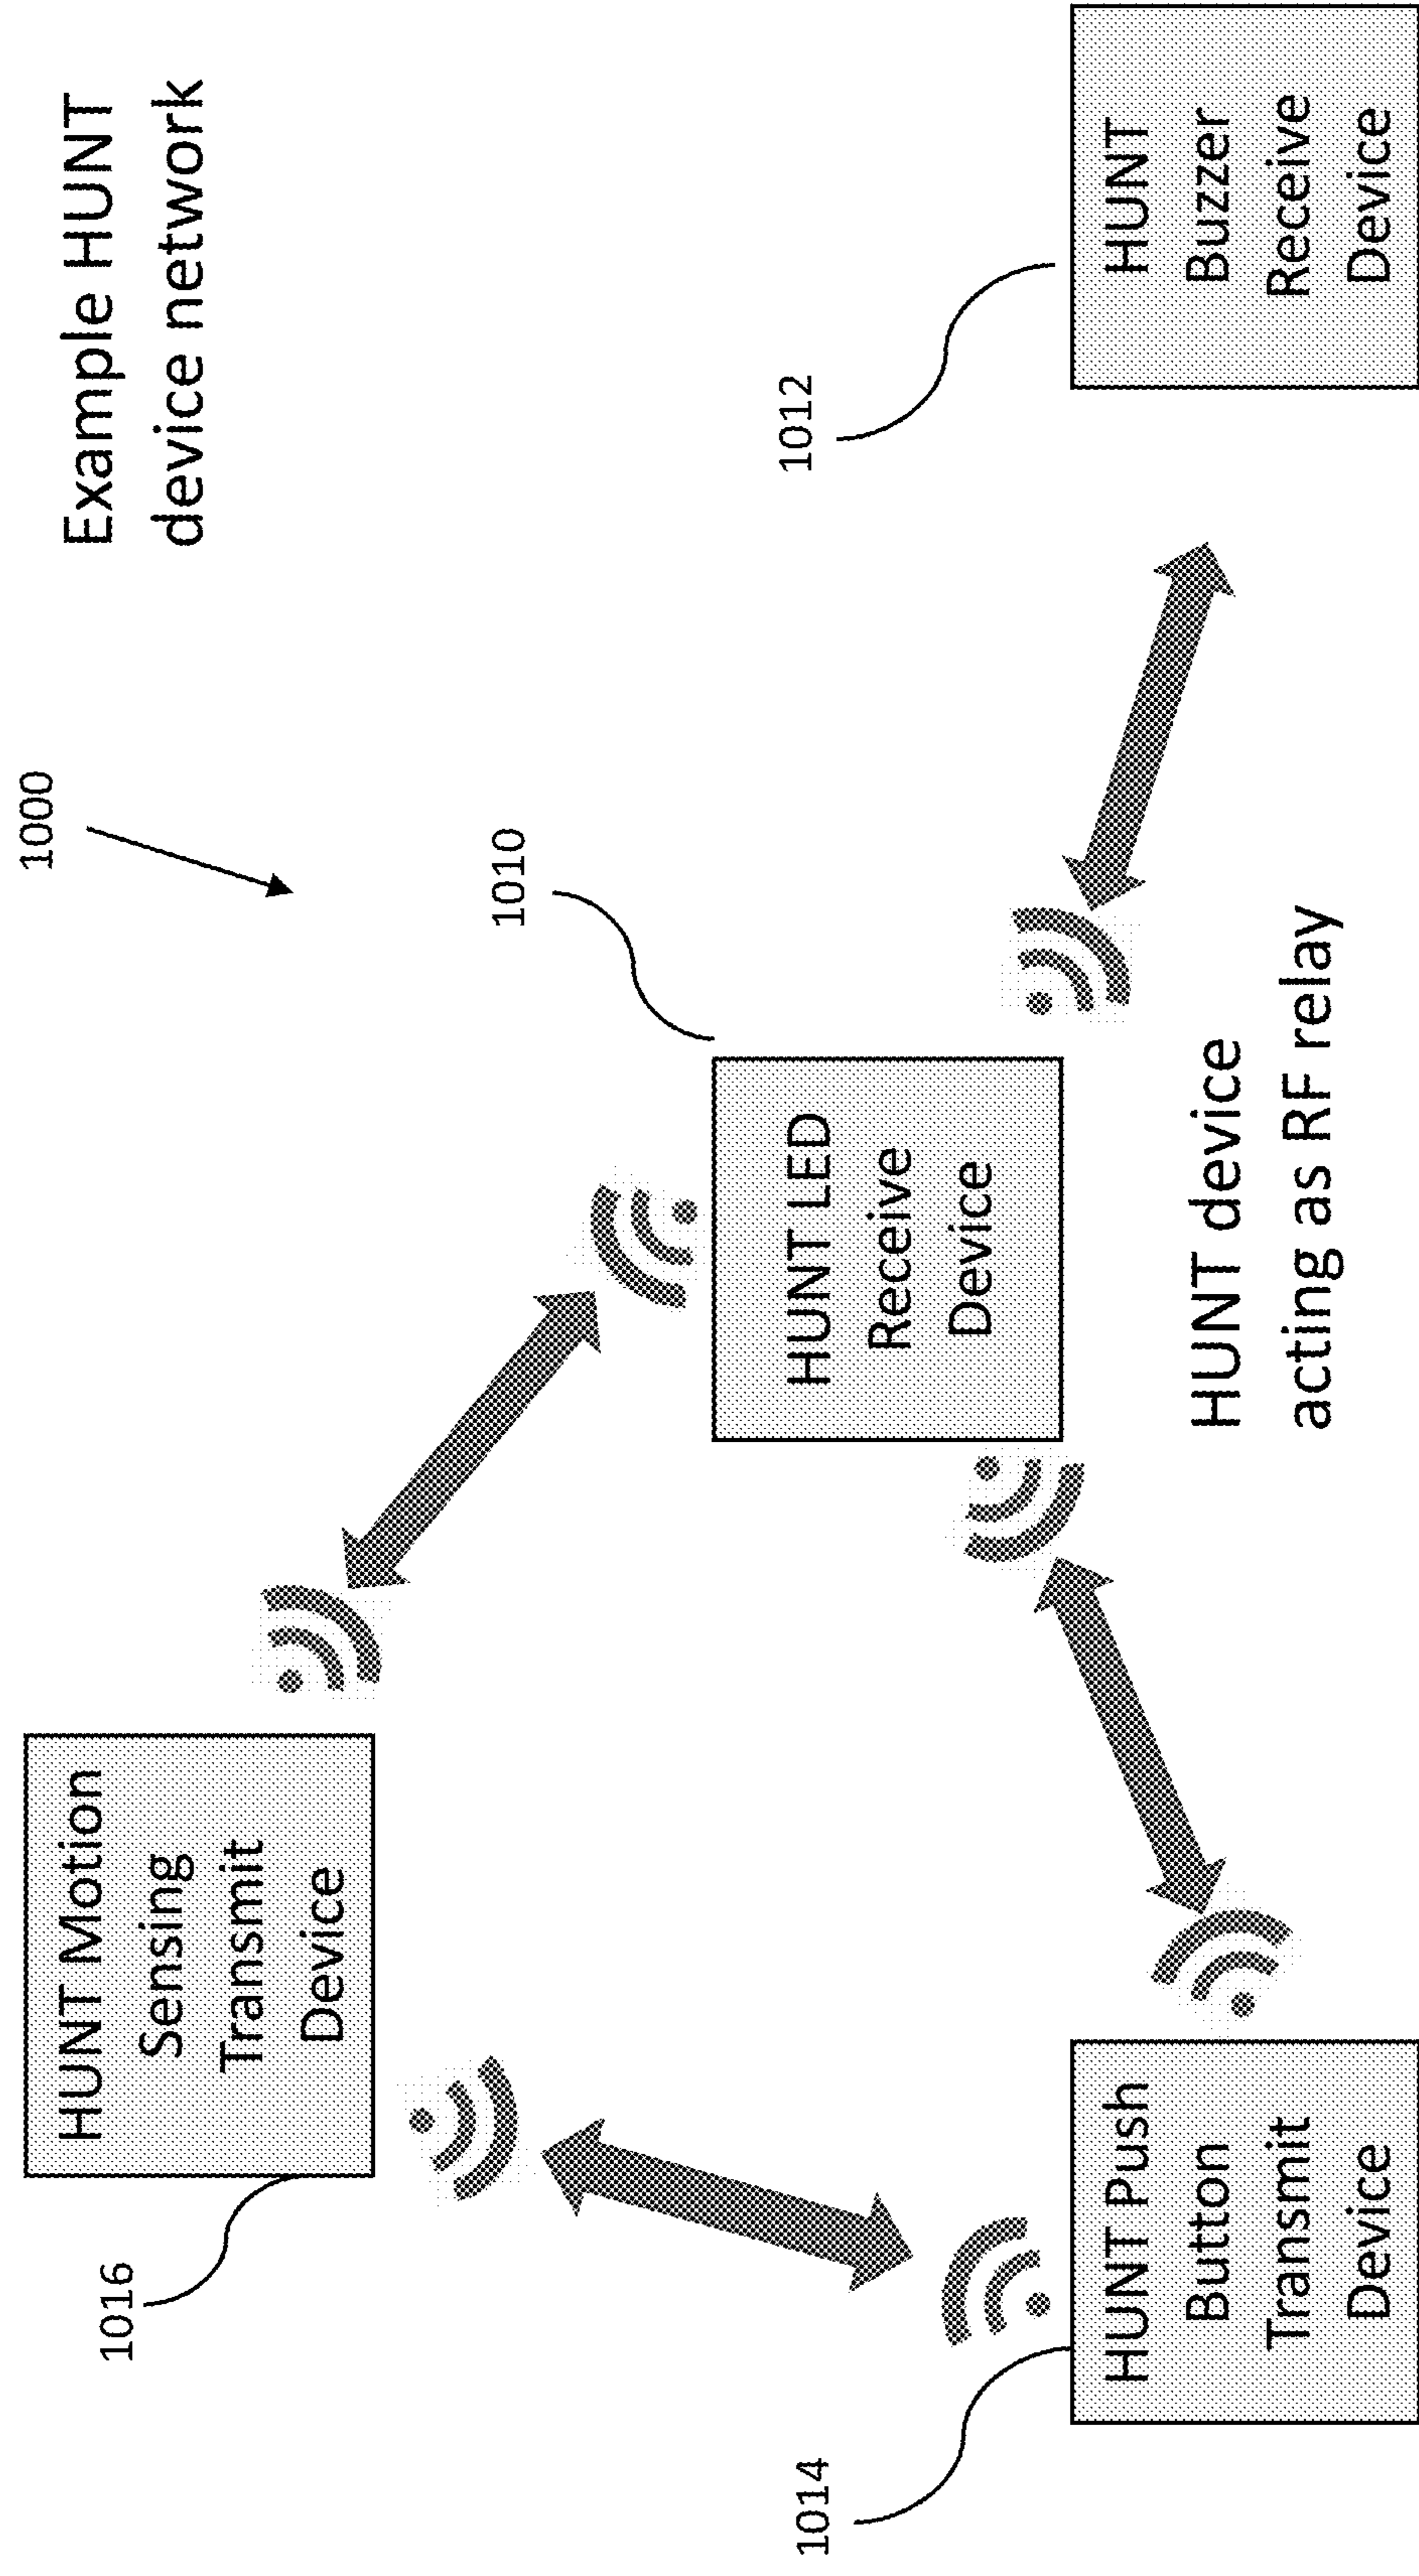 Example HUNT
device network
1000
1016
HUNT Motion
Sensing
Transmit
Device
1010
HUNT LED
Receive
Device
1012
HUNT
Buzzer
Receive
Device
1014
HUNT Push
Button
Transmit
Device
HUNT device
acting as RF relay